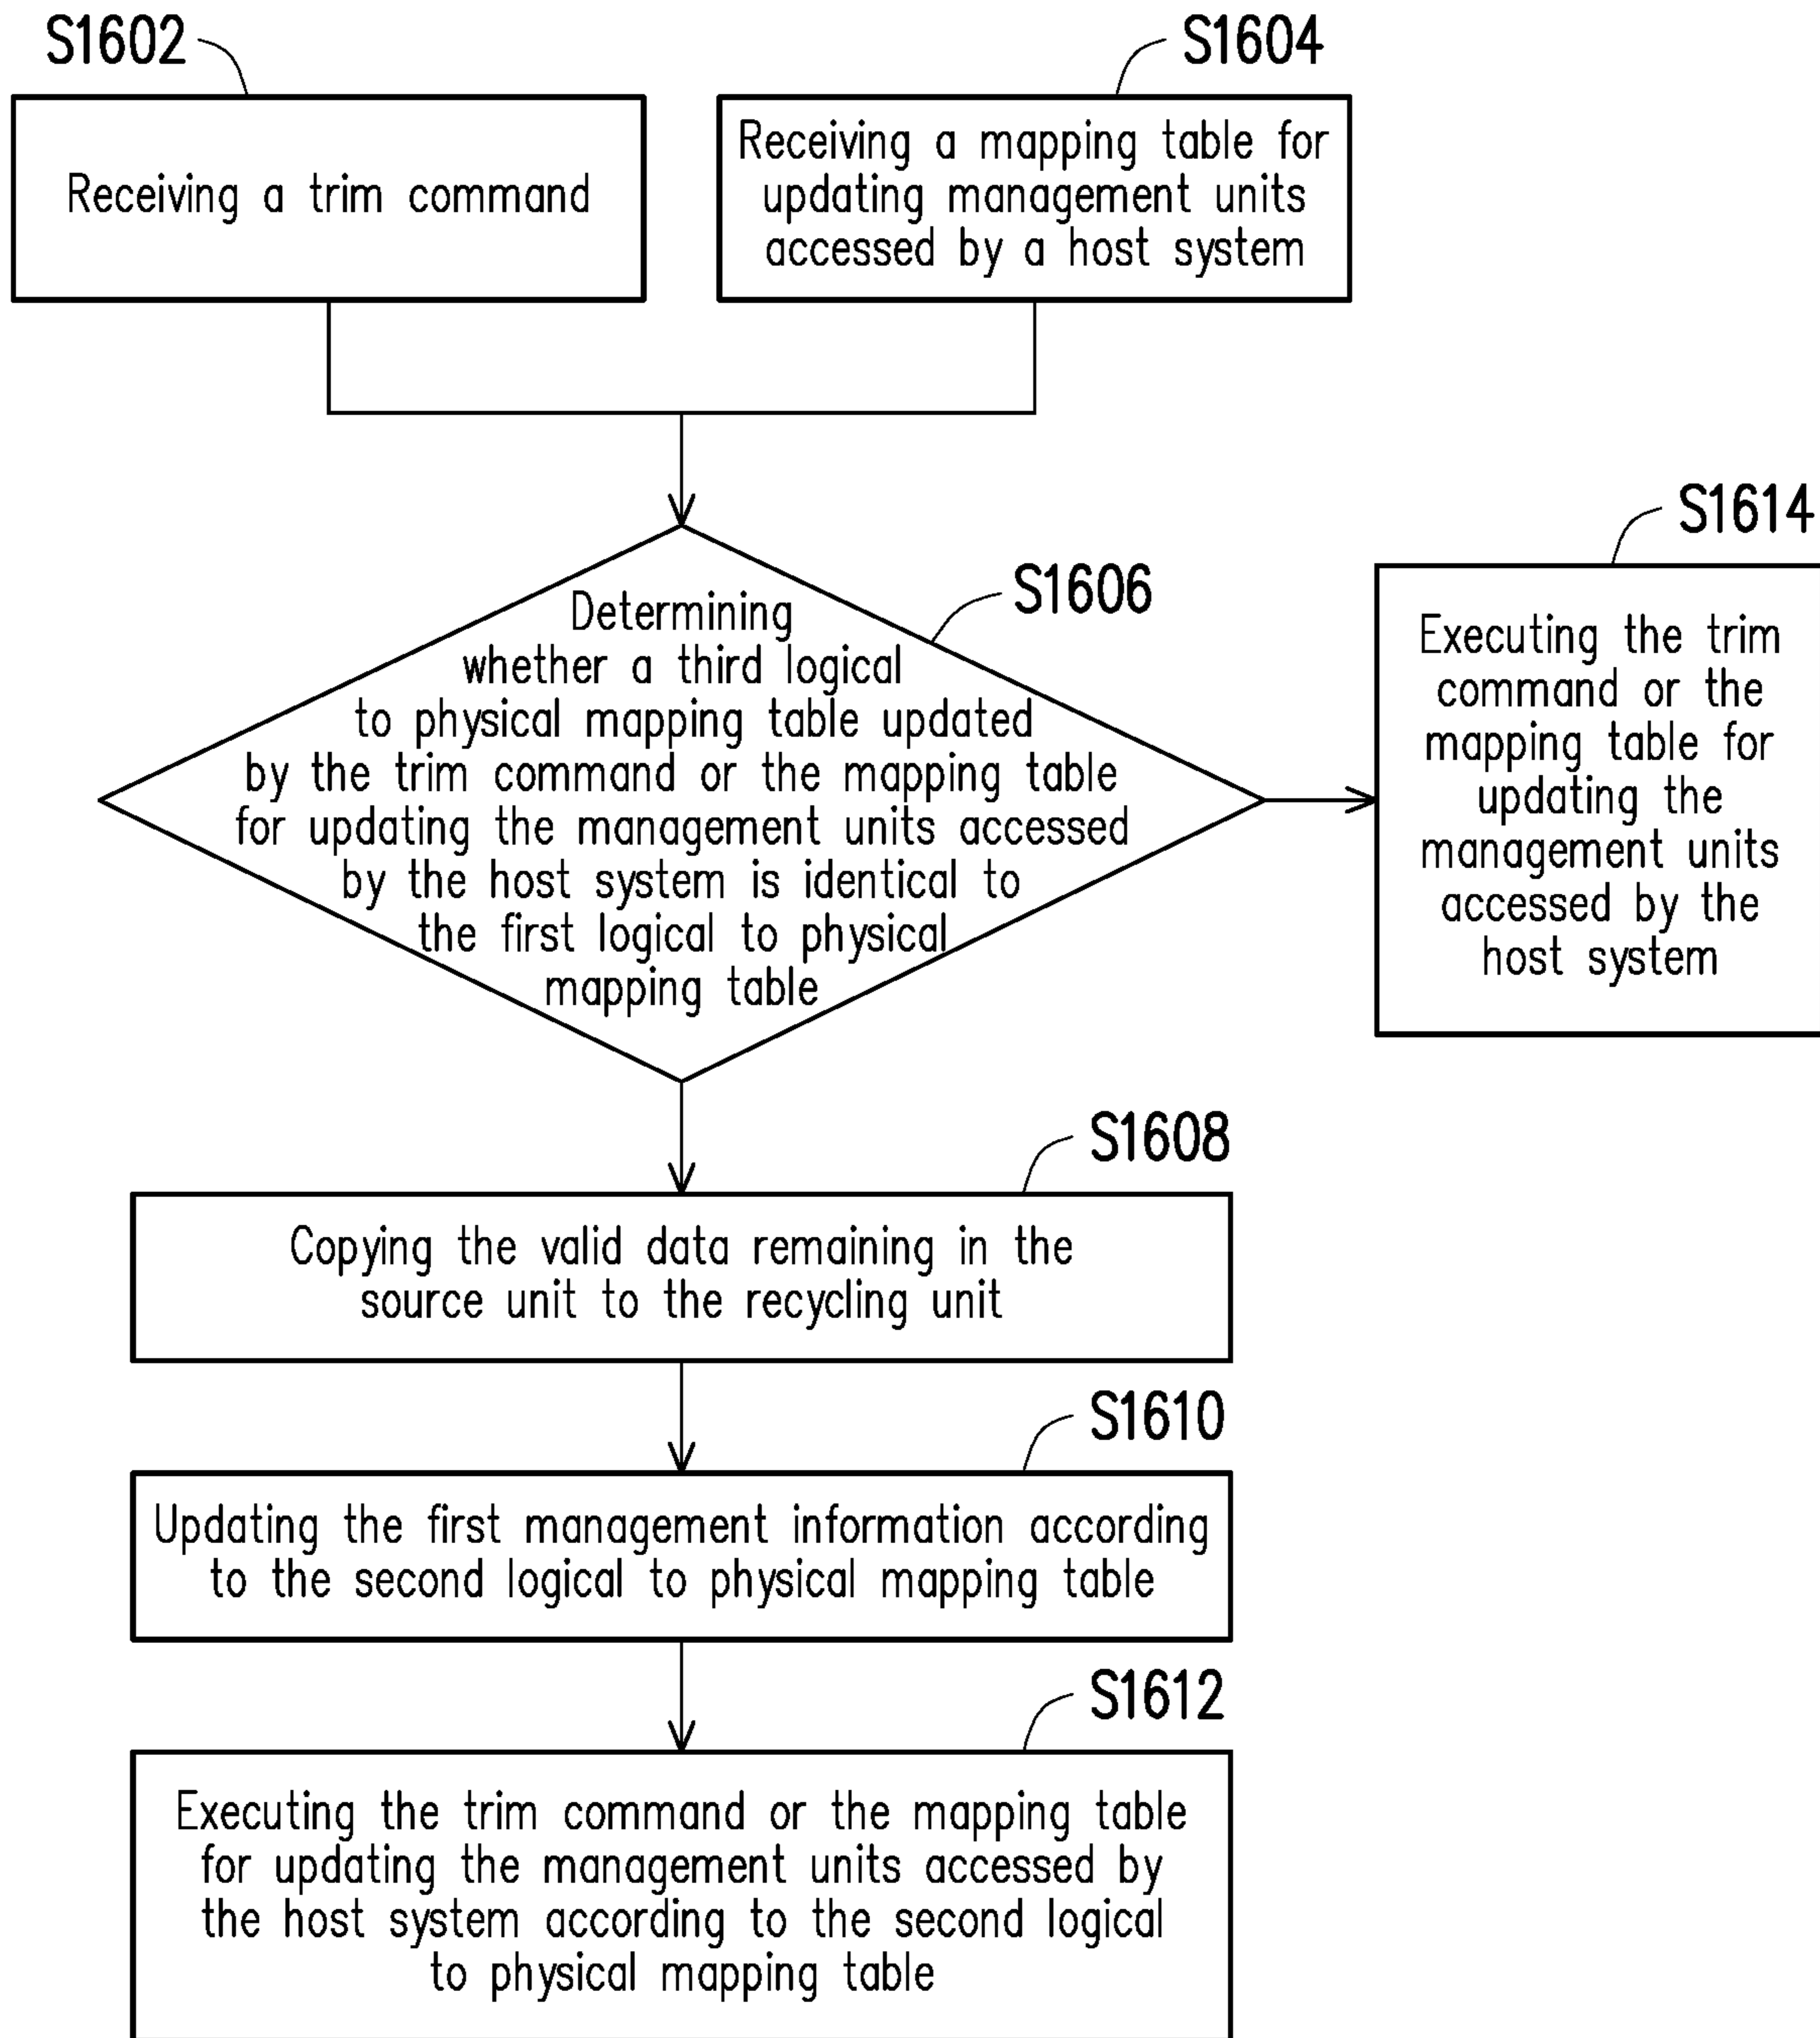 S1602
Receiving a trim command
S1604
Receiving a mapping table for
updating management units
accessed by a host system
S1606
Determining
whether a third logical
to physical mapping table updated
by the trim command or the mapping table
for updating the management units accessed
by the host system is identical to
the first logical to physical
mapping table
S1614
Executing the trim
command or the
mapping table for
updating the
management units
accessed by the
host system
S1608
Copying the valid data remaining in the
source unit to the recycling unit
S1610
Updating the first management information according
to the second logical to physical mapping table
S1612
Executing the trim command or the mapping table
for updating the management units accessed by
the host system according to the second logical
to physical mapping table